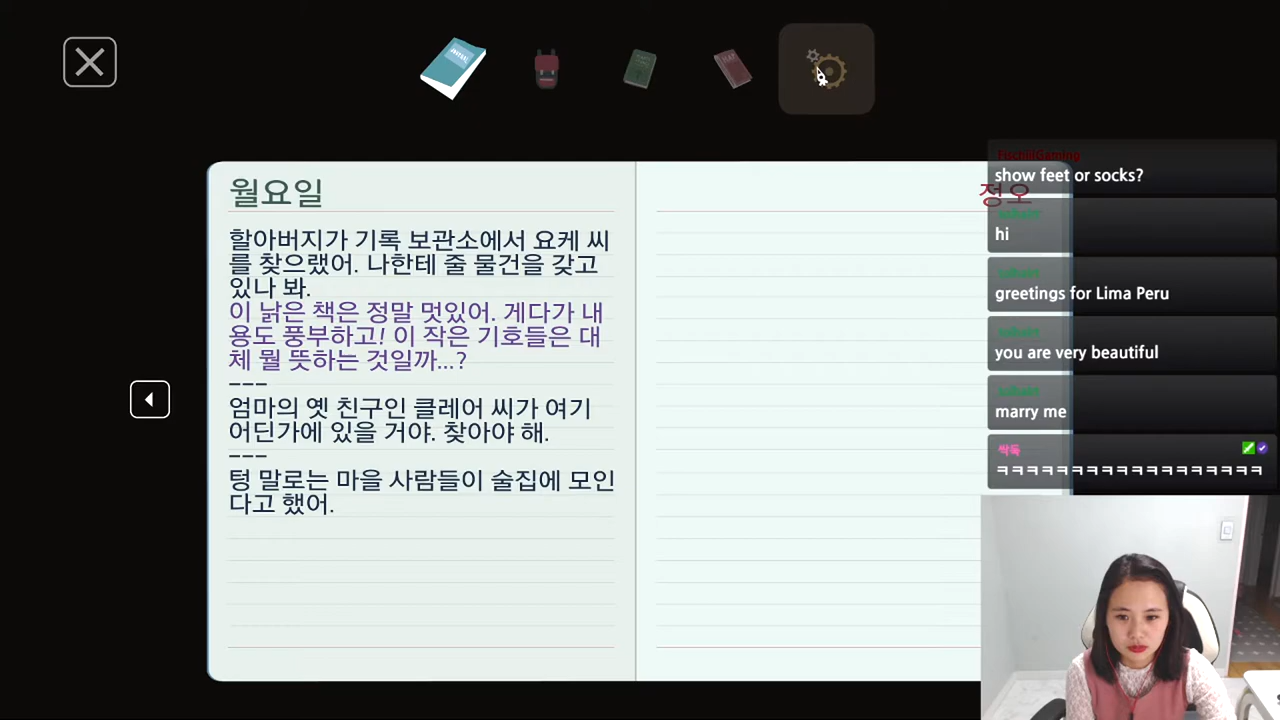 월요일
할아버지가 기록 보관소에서 요케 씨
를 찾으랬어. 나한테 줄 물건을 갖고
있나 봐.
이 낡은 책은 정말 멋있어. 게다가 내
용도 풍부하고! 이 작은 기호들은 대
체 뭘 뜻하는 것일까...?
---
엄마의 옛 친구인 클레어 씨가 여기
어딘가에 있을 거야. 찾아야 해.
---
텅 말로는 마을 사람들이 술집에 모인
다고 했어.
정오
show feet or socks?
hi
greetings for Lima Peru
you are very beautiful
marry me
싹둑
ㅋㅋㅋㅋㅋㅋㅋㅋㅋㅋㅋㅋㅋㅋㅋㅋㅋㅋ